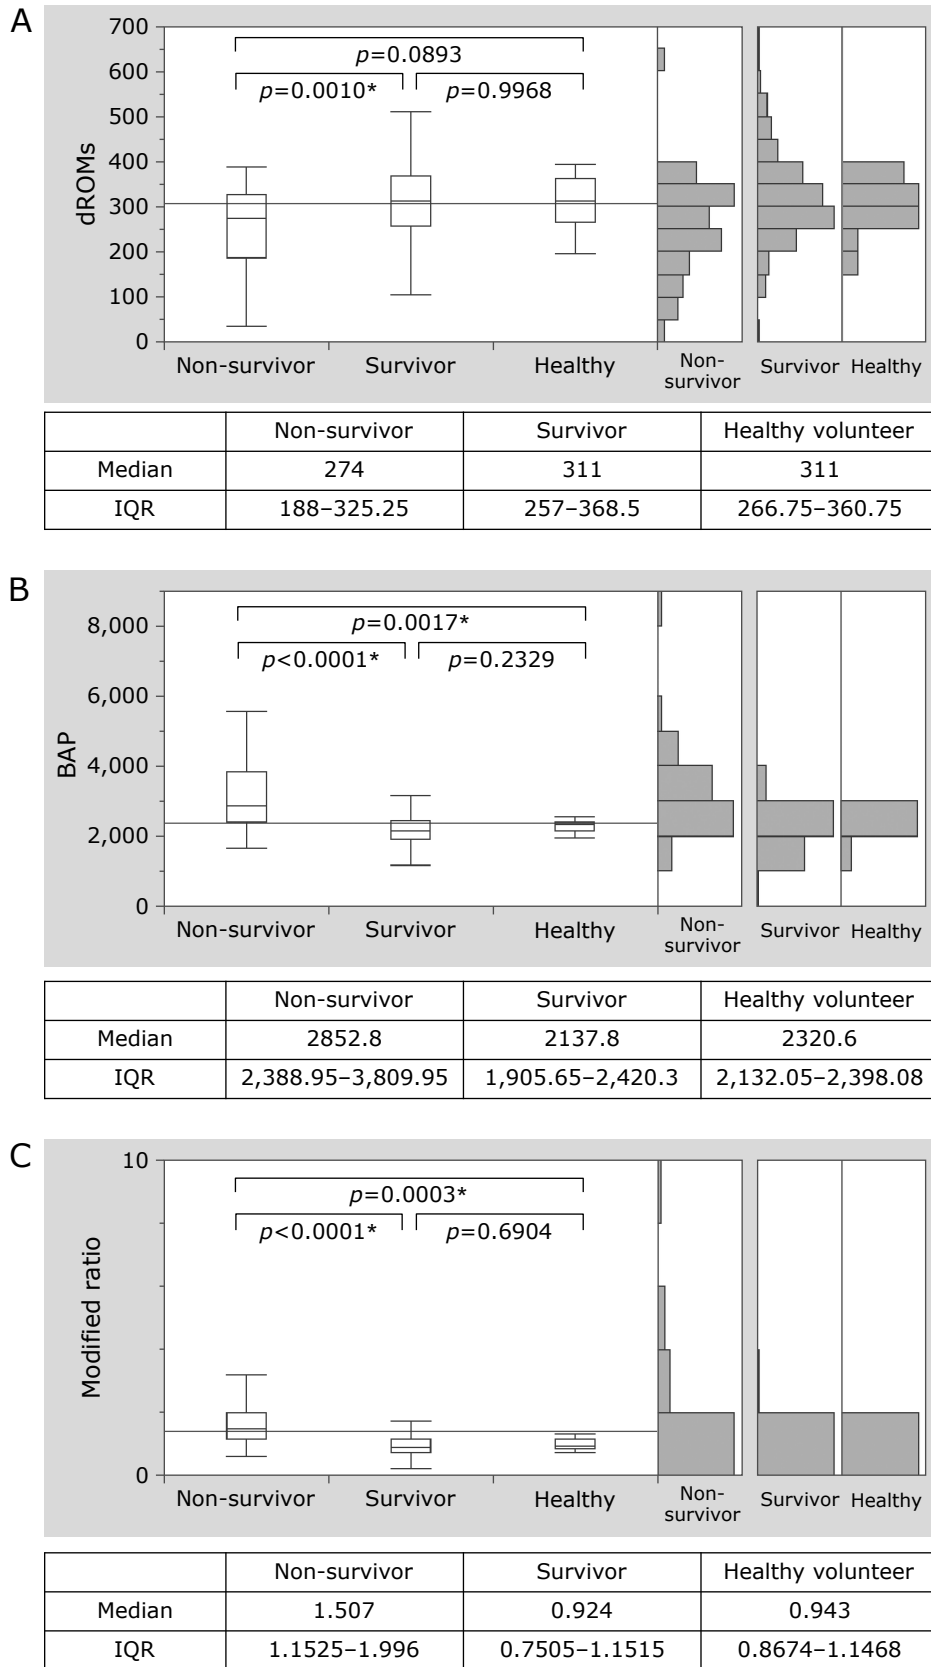 A
700
600
500
400
300
200
100
0
dROMs
p=0.0893
p=0.0010* p=0.9968
Non-survivor Survivor Healthy
Non-survivor Survivor Healthy
Non-survivor Survivor Healthy volunteer
Median 274 311 311
IQR 188–325.25 257–368.5 266.75–360.75
B
8,000
6,000
4,000
2,000
0
BAP
p=0.0017*
p<0.0001* p=0.2329
Non-survivor Survivor Healthy
Non-survivor Survivor Healthy
Non-survivor Survivor Healthy volunteer
Median 2852.8 2137.8 2320.6
IQR 2,388.95–3,809.95 1,905.65–2,420.3 2,132.05–2,398.08
C
10
0
Modified ratio
p=0.0003*
p<0.0001* p=0.6904
Non-survivor Survivor Healthy
Non-survivor Survivor Healthy
Non-survivor Survivor Healthy volunteer
Median 1.507 0.924 0.943
IQR 1.1525–1.996 0.7505–1.1515 0.8674–1.1468